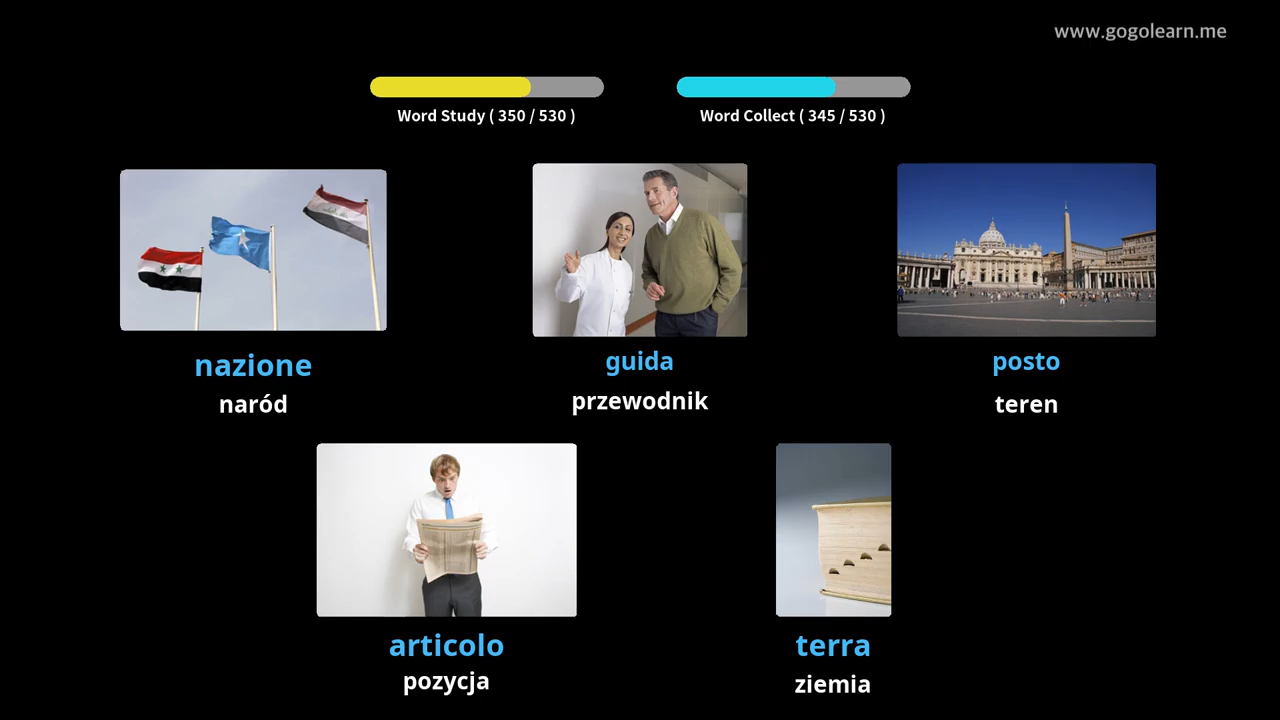 www.gogolearn.me
Word Study ( 350 / 530 )
Word Collect ( 345 / 530 )
nazione
naród
guida
przewodnik
posto
teren
articolo
pozycja
terra
ziemia